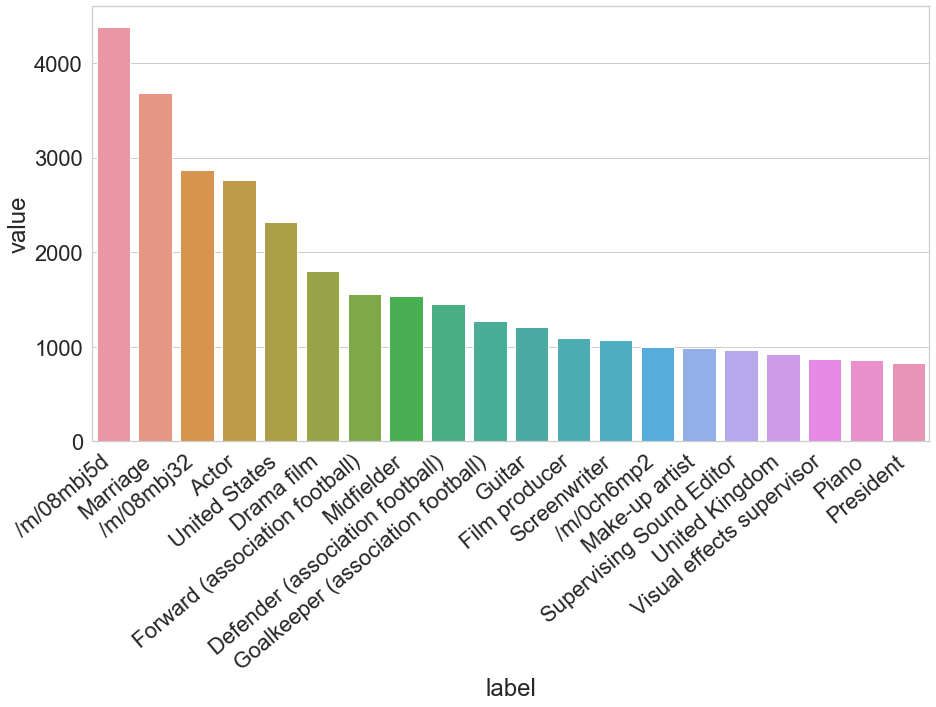 4000
3000
2000
1000
0
value
/m/08mbj5d
Marriage
/m/08mbj32
Actor
United States
Drama film
Forward (association football)
Midfielder
Defender (association football)
Goalkeeper (association football)
Guitar
Film producer
Screenwriter
/m/0ch6mp2
Make-up artist
Supervising Sound Editor
United Kingdom
Visual effects supervisor
Piano
President
label